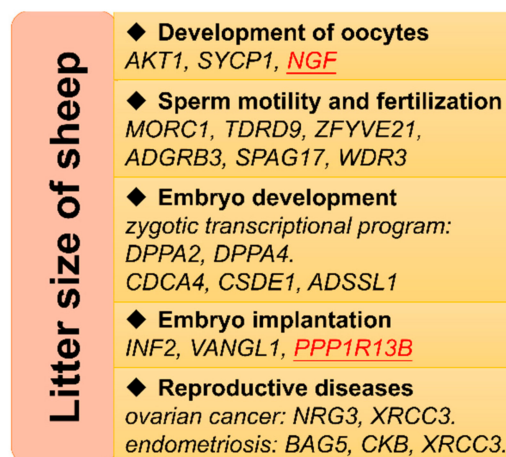 Litter size of sheep
◆ Development of oocytes
AKT1, SYCP1, NGF
◆ Sperm motility and fertilization
MORC1, TDRD9, ZFYVE21,
ADGRB3, SPAG17, WDR3
◆ Embryo development
zygotic transcriptional program:
DPPA2, DPPA4.
CDCA4, CSDE1, ADSSL1
◆ Embryo implantation
INF2, VANGL1, PPP1R13B
◆ Reproductive diseases
ovarian cancer: NRG3, XRCC3.
endometriosis: BAG5, CKB, XRCC3.